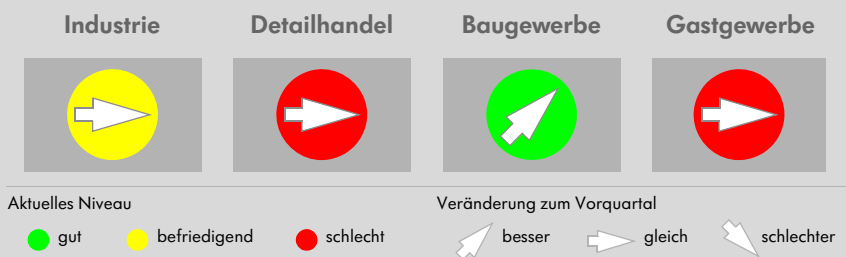 Industrie Detailhandel Baugewerbe Gastgewerbe
Aktuelles Niveau Veränderung zum Vorquartal
gut befriedigend schlecht besser gleich schlechter